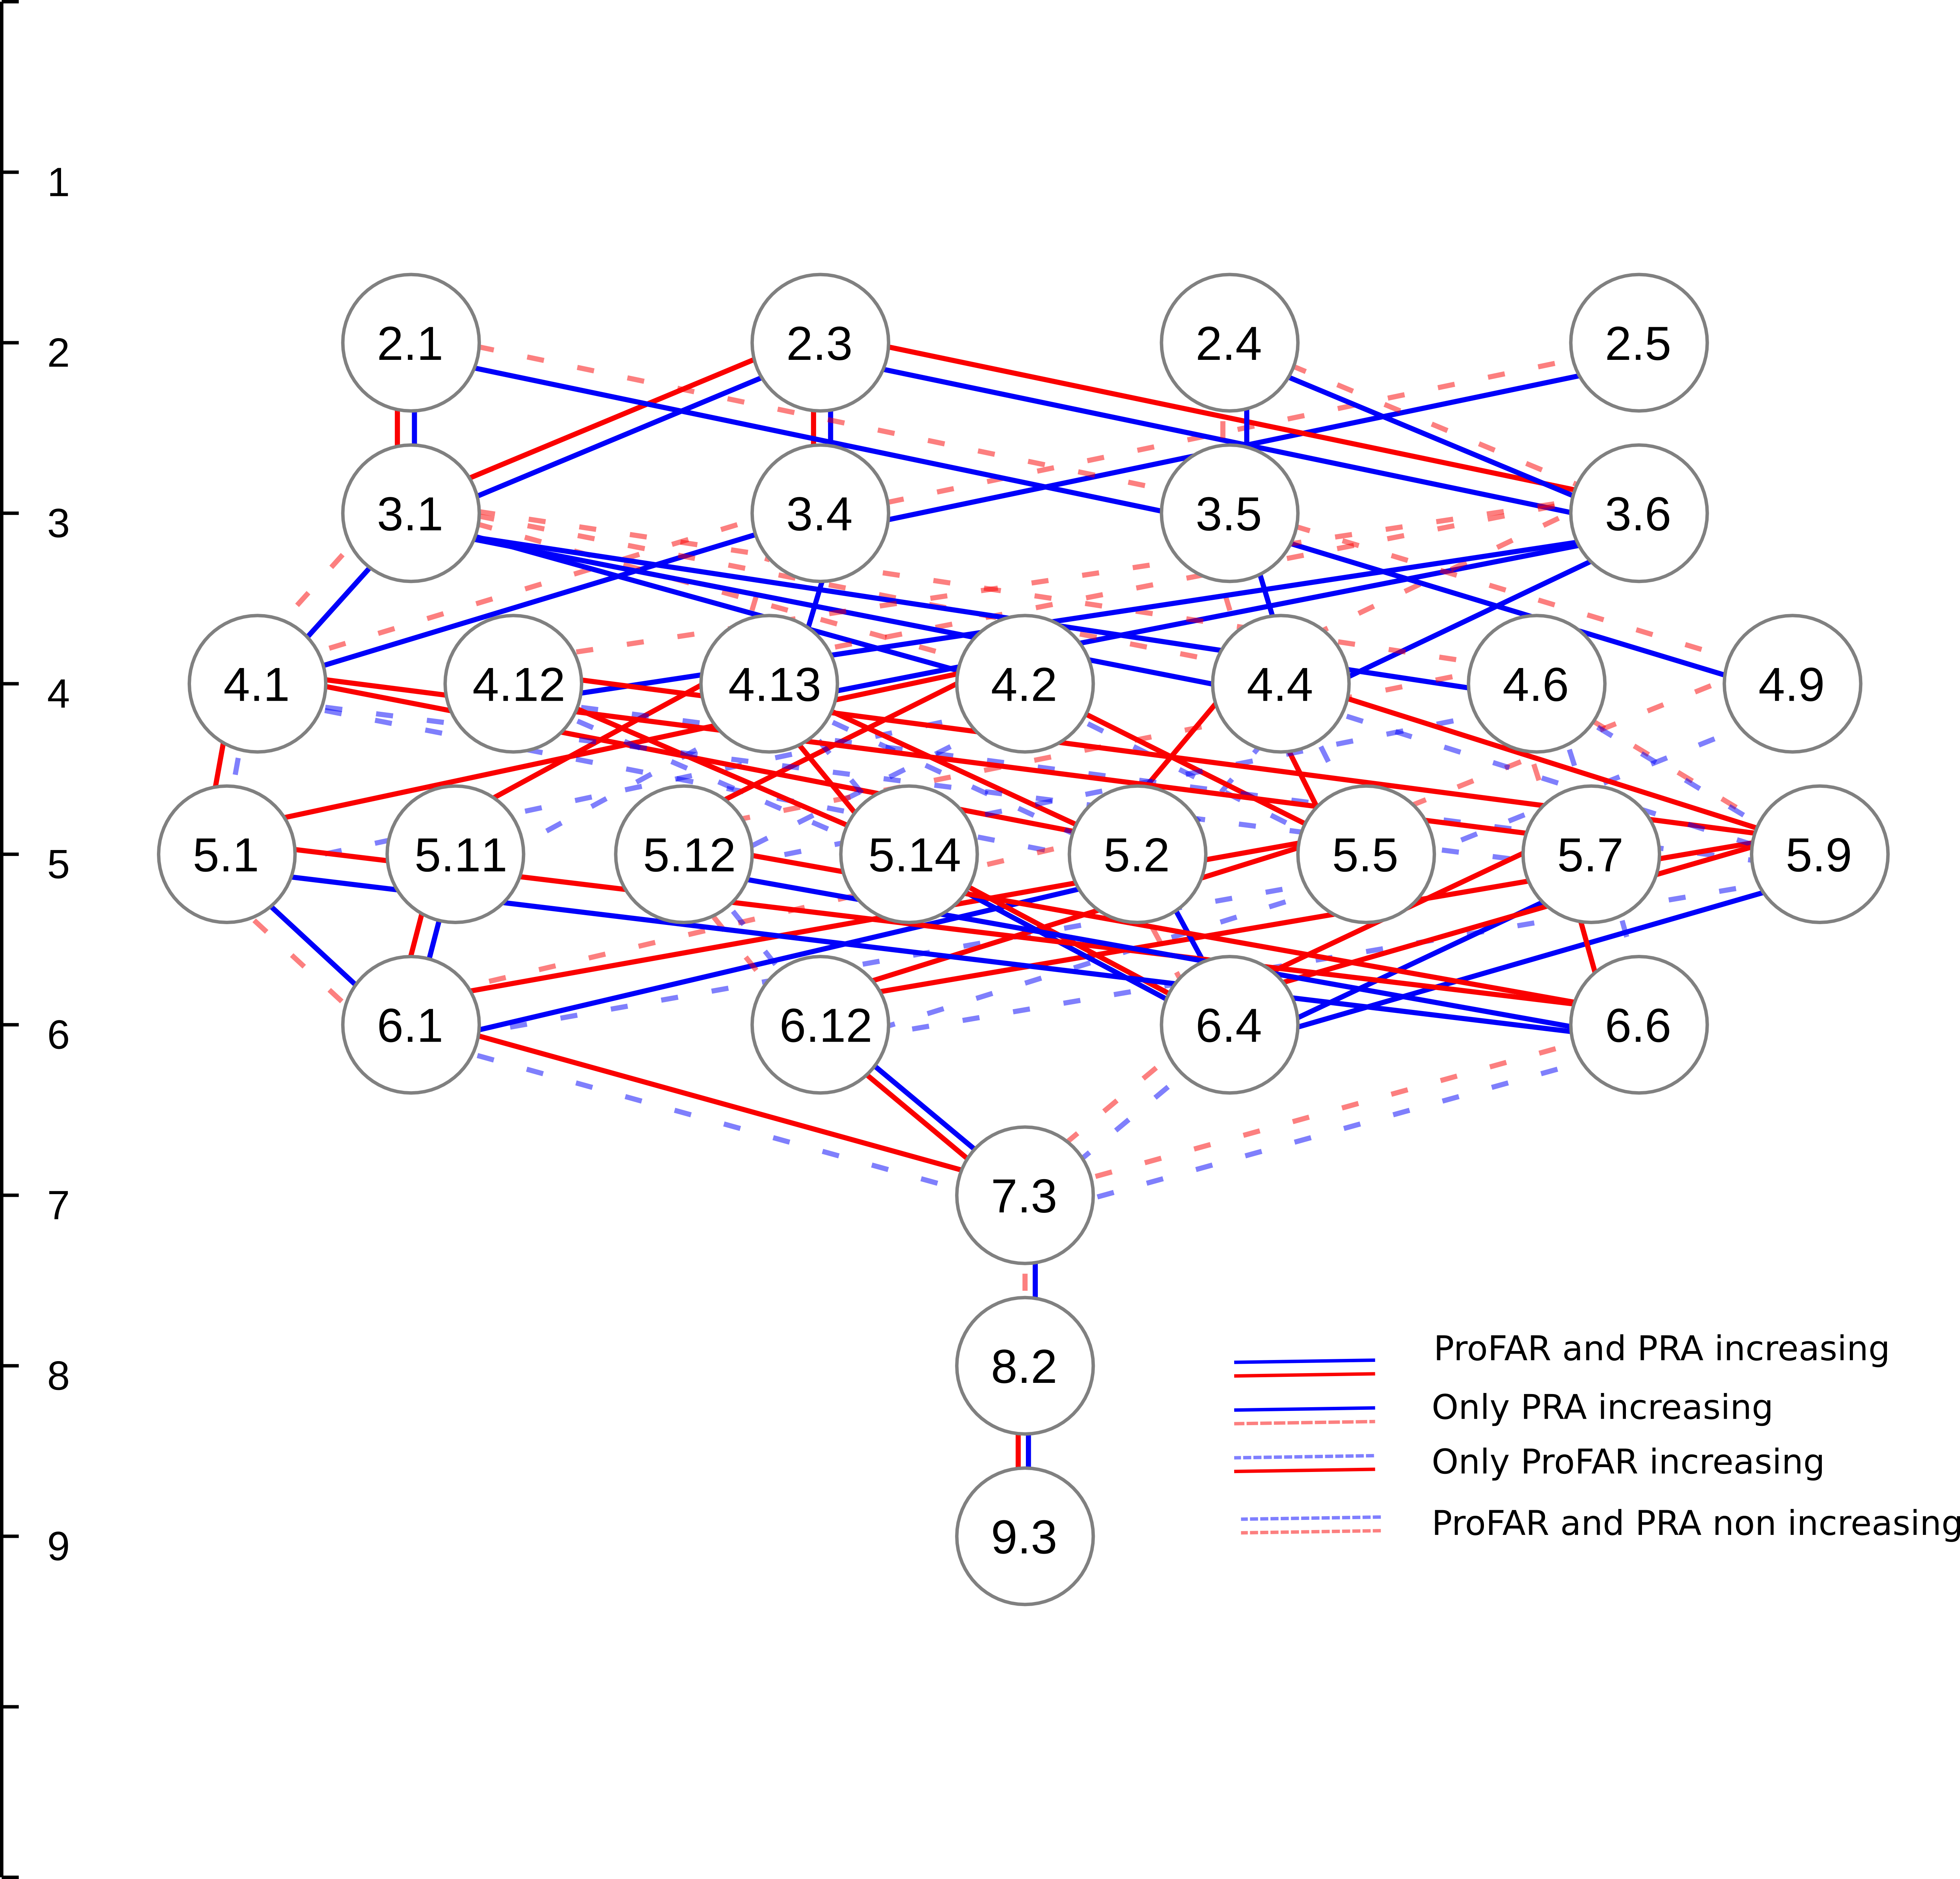 1
2
2.1 2.3 2.4 2.5
3
3.1 3.4 3.5 3.6
4
4.1 4.12 4.13 4.2 4.4 4.6 4.9
5
5.1 5.11 5.12 5.14 5.2 5.5 5.7 5.9
6
6.1 6.12 6.4 6.6
7
7.3
8
8.2
9
9.3
ProFAR and PRA increasing
Only PRA increasing
Only ProFAR increasing
ProFAR and PRA non increasing